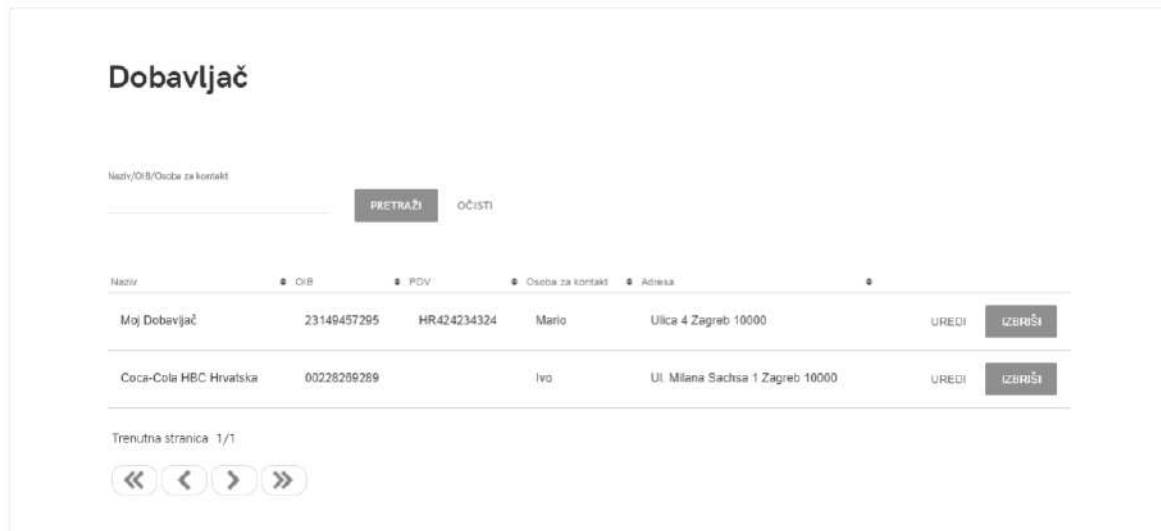 Dobavljač
Naziv/OIB/Osoba za kontakt
PRETRAŽI OČISTI
Naziv OIB PDV Osoba za kontakt Adresa
Moj Dobavljač 23149457295 HR424234324 Mario Ulica 4 Zagreb 10000 UREDI IZBRIŠI
Coca-Cola HBC Hrvatska 00228269289 Ivo Ul. Milana Sachsa 1 Zagreb 10000 UREDI IZBRIŠI
Trenutna stranica 1/1